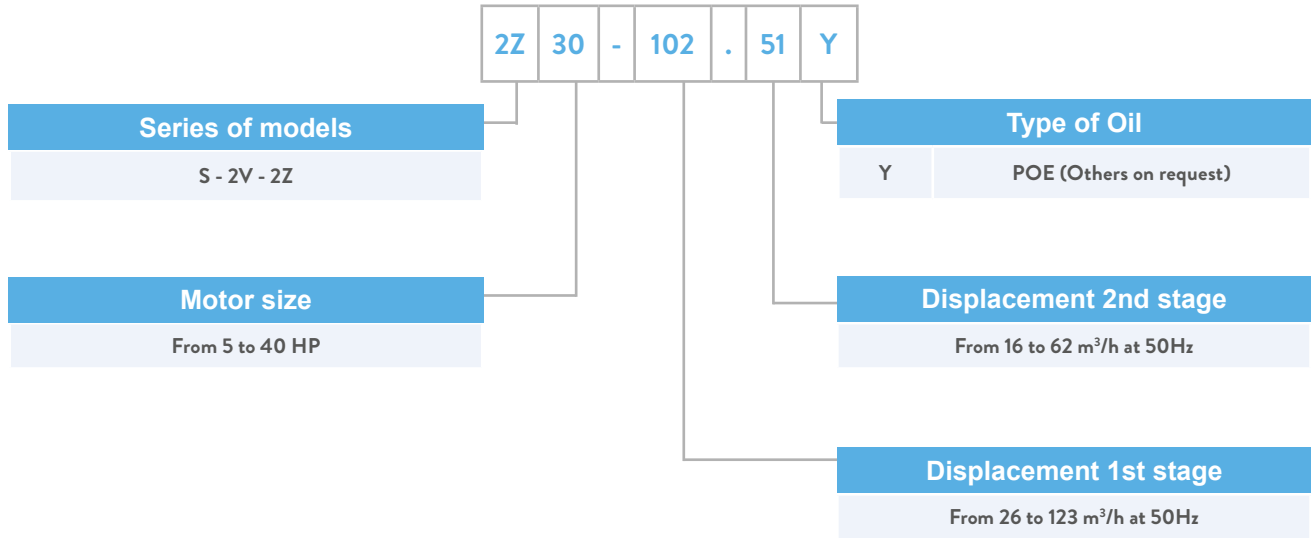 2Z 30 - 102 . 51 Y
Series of models
S - 2V - 2Z
Motor size
From 5 to 40 HP
Type of Oil
Y POE (Others on request)
Displacement 2nd stage
From 16 to 62 m³/h at 50Hz
Displacement 1st stage
From 26 to 123 m³/h at 50Hz